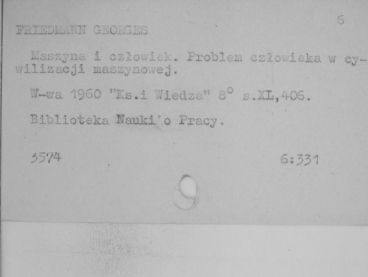 6
FRIEDMANN GEORGES
Maszyna i człowiek. Problem człowieka w cy-
wilizacji maszynowej.
W-wa 1960 "Ks.i Wiedza" 8° s.XL,406.
Biblioteka Nauki o Pracy.
3574 6:331